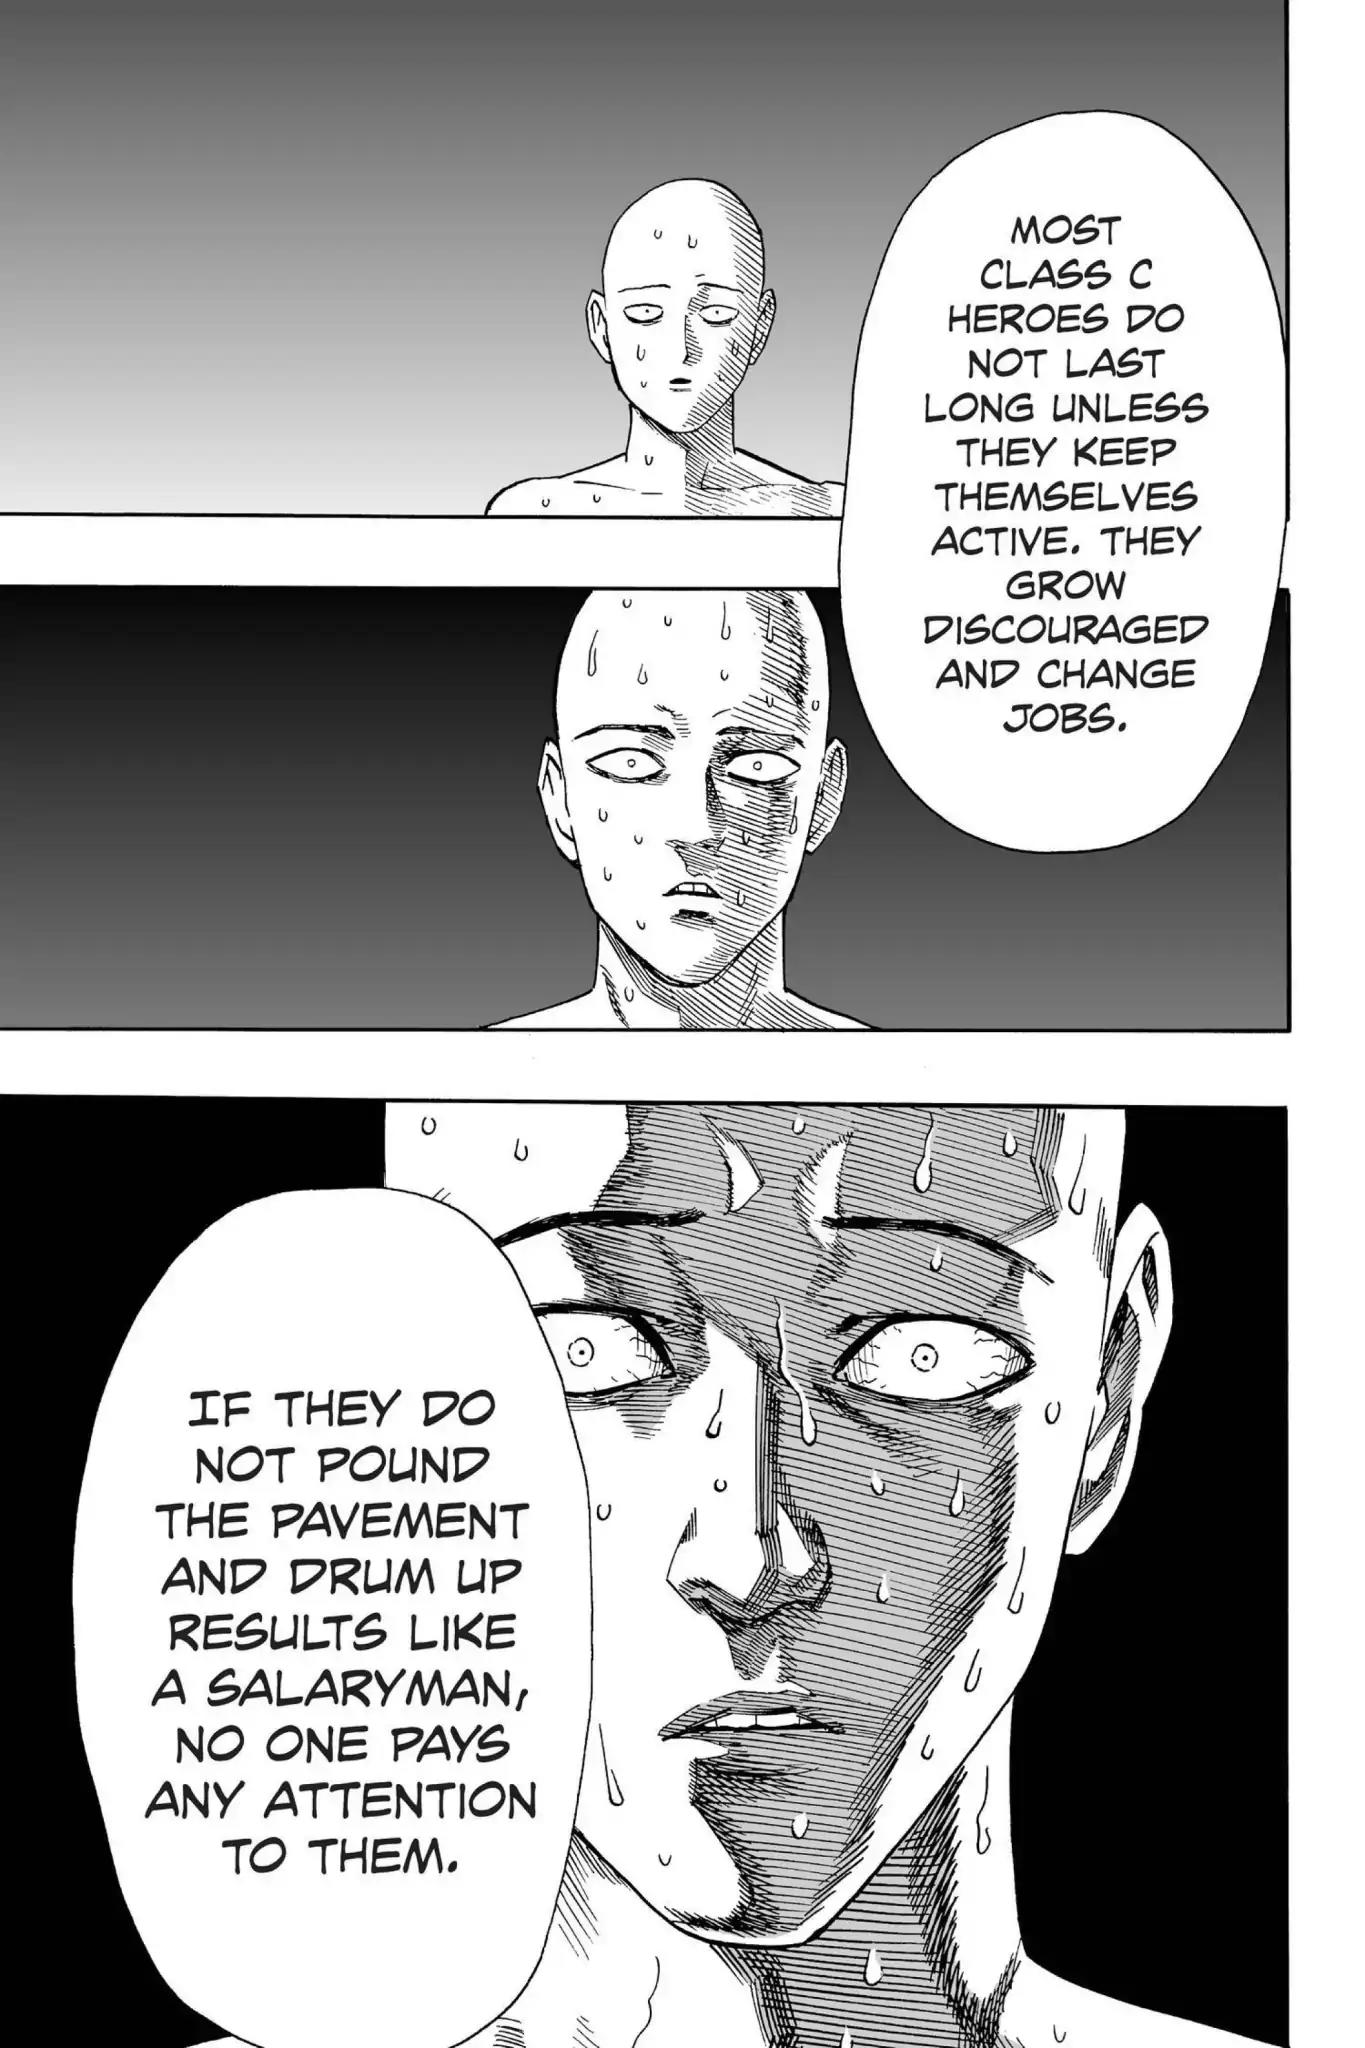 MOST
CLASS C
HEROES DO
NOT LAST
LONG UNLESS
THEY KEEP
THEMSELVES
ACTIVE. THEY
GROW
DISCOURAGED
AND CHANGE
JOBS.
IF THEY DO
NOT POUND
THE PAVEMENT
AND DRUM UP
RESULTS LIKE
A SALARYMAN,
NO ONE PAYS
ANY ATTENTION
TO THEM.